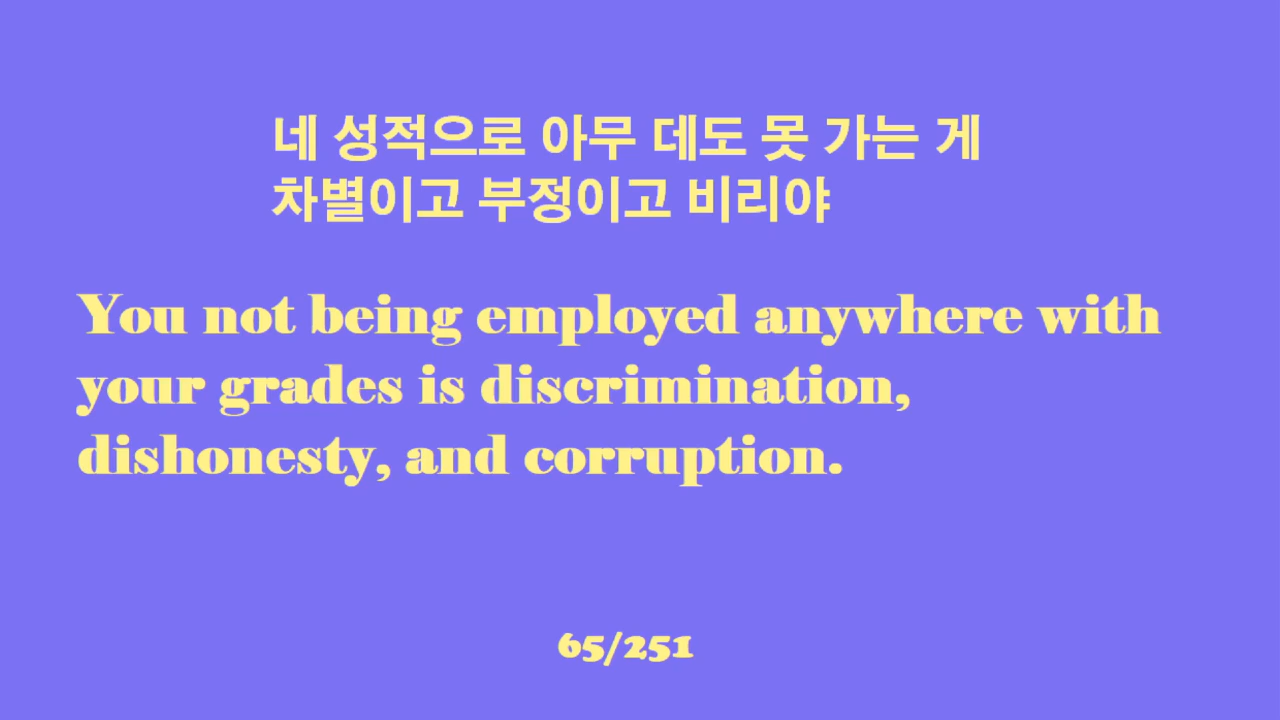 네 성적으로 아무 데도 못 가는 게
차별이고 부정이고 비리야
You not being employed anywhere with
your grades is discrimination,
dishonesty, and corruption.
65/251